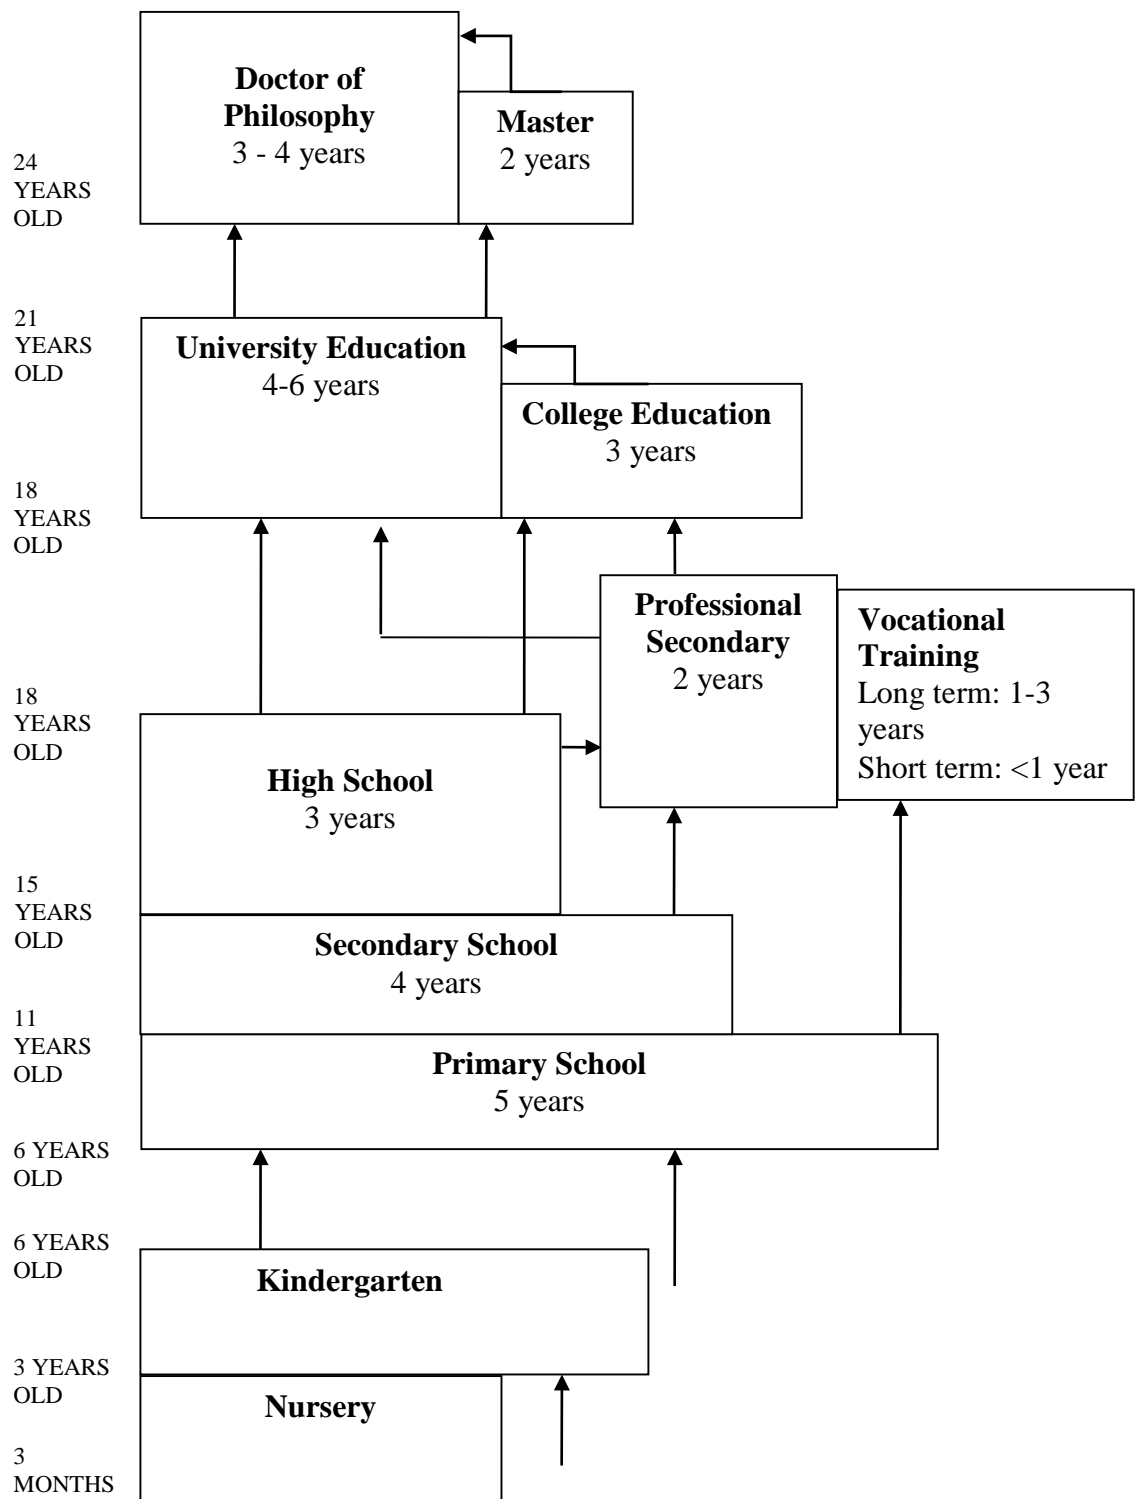 Doctor of
Philosophy
3 - 4 years
Master
2 years
24
YEARS
OLD
21
YEARS
OLD
University Education
4-6 years
College Education
3 years
18
YEARS
OLD
Professional
Secondary
2 years
Vocational
Training
Long term: 1-3
years
Short term: <1 year
18
YEARS
OLD
High School
3 years
15
YEARS
OLD
Secondary School
4 years
11
YEARS
OLD
Primary School
5 years
6 YEARS
OLD
6 YEARS
OLD
Kindergarten
3 YEARS
OLD
Nursery
3
MONTHS